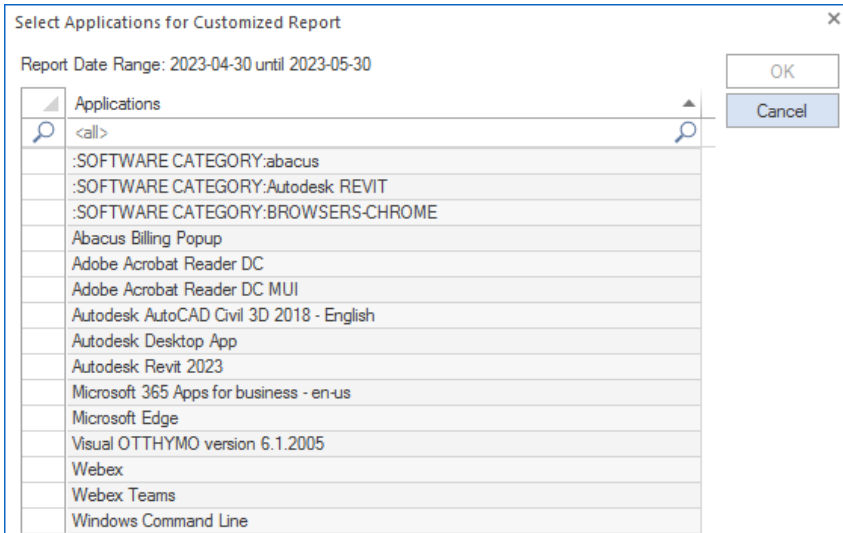 Select Applications for Customized Report
Report Date Range: 2023-04-30 until 2023-05-30
OK
Cancel
Applications
<all>
:SOFTWARE CATEGORY:abacus
:SOFTWARE CATEGORY:Autodesk REVIT
:SOFTWARE CATEGORY:BROWSERS-CHROME
Abacus Billing Popup
Adobe Acrobat Reader DC
Adobe Acrobat Reader DC MUI
Autodesk AutoCAD Civil 3D 2018 - English
Autodesk Desktop App
Autodesk Revit 2023
Microsoft 365 Apps for business - en-us
Microsoft Edge
Visual OTTHYMO version 6.1.2005
Webex
Webex Teams
Windows Command Line